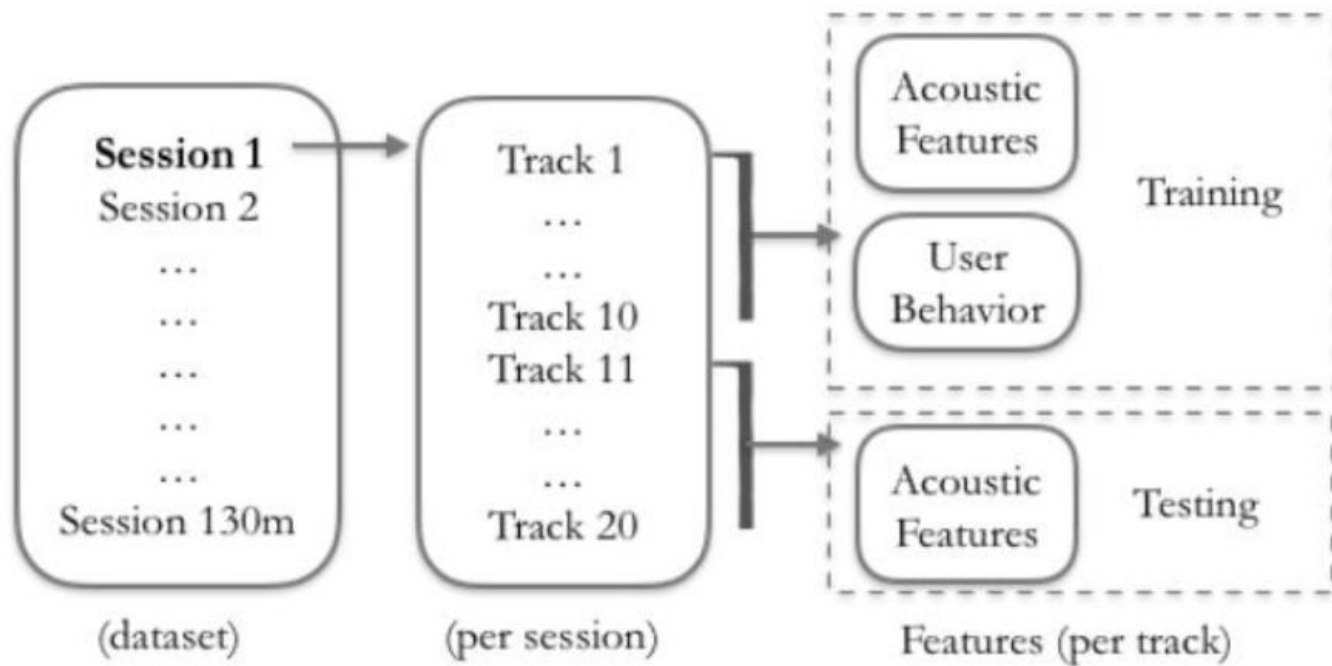 Session 1
Session 2
...
...
...
...
...
Session 130m
(dataset)
Track 1
...
...
Track 10
Track 11
...
...
Track 20
(per session)
Acoustic
Features
User
Behavior
Training
Acoustic
Features
Testing
Features (per track)